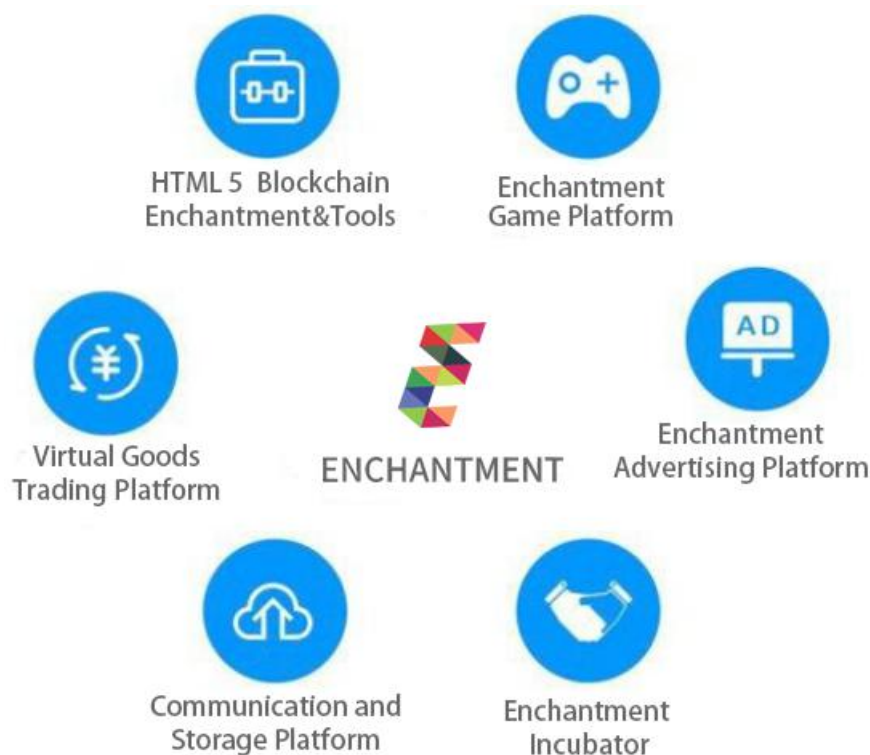 HTML 5 Blockchain
Enchantment&Tools
Enchantment
Game Platform
¥
Virtual Goods
Trading Platform
ENCHANTMENT
AD
Enchantment
Advertising Platform
Communication and
Storage Platform
Enchantment
Incubator